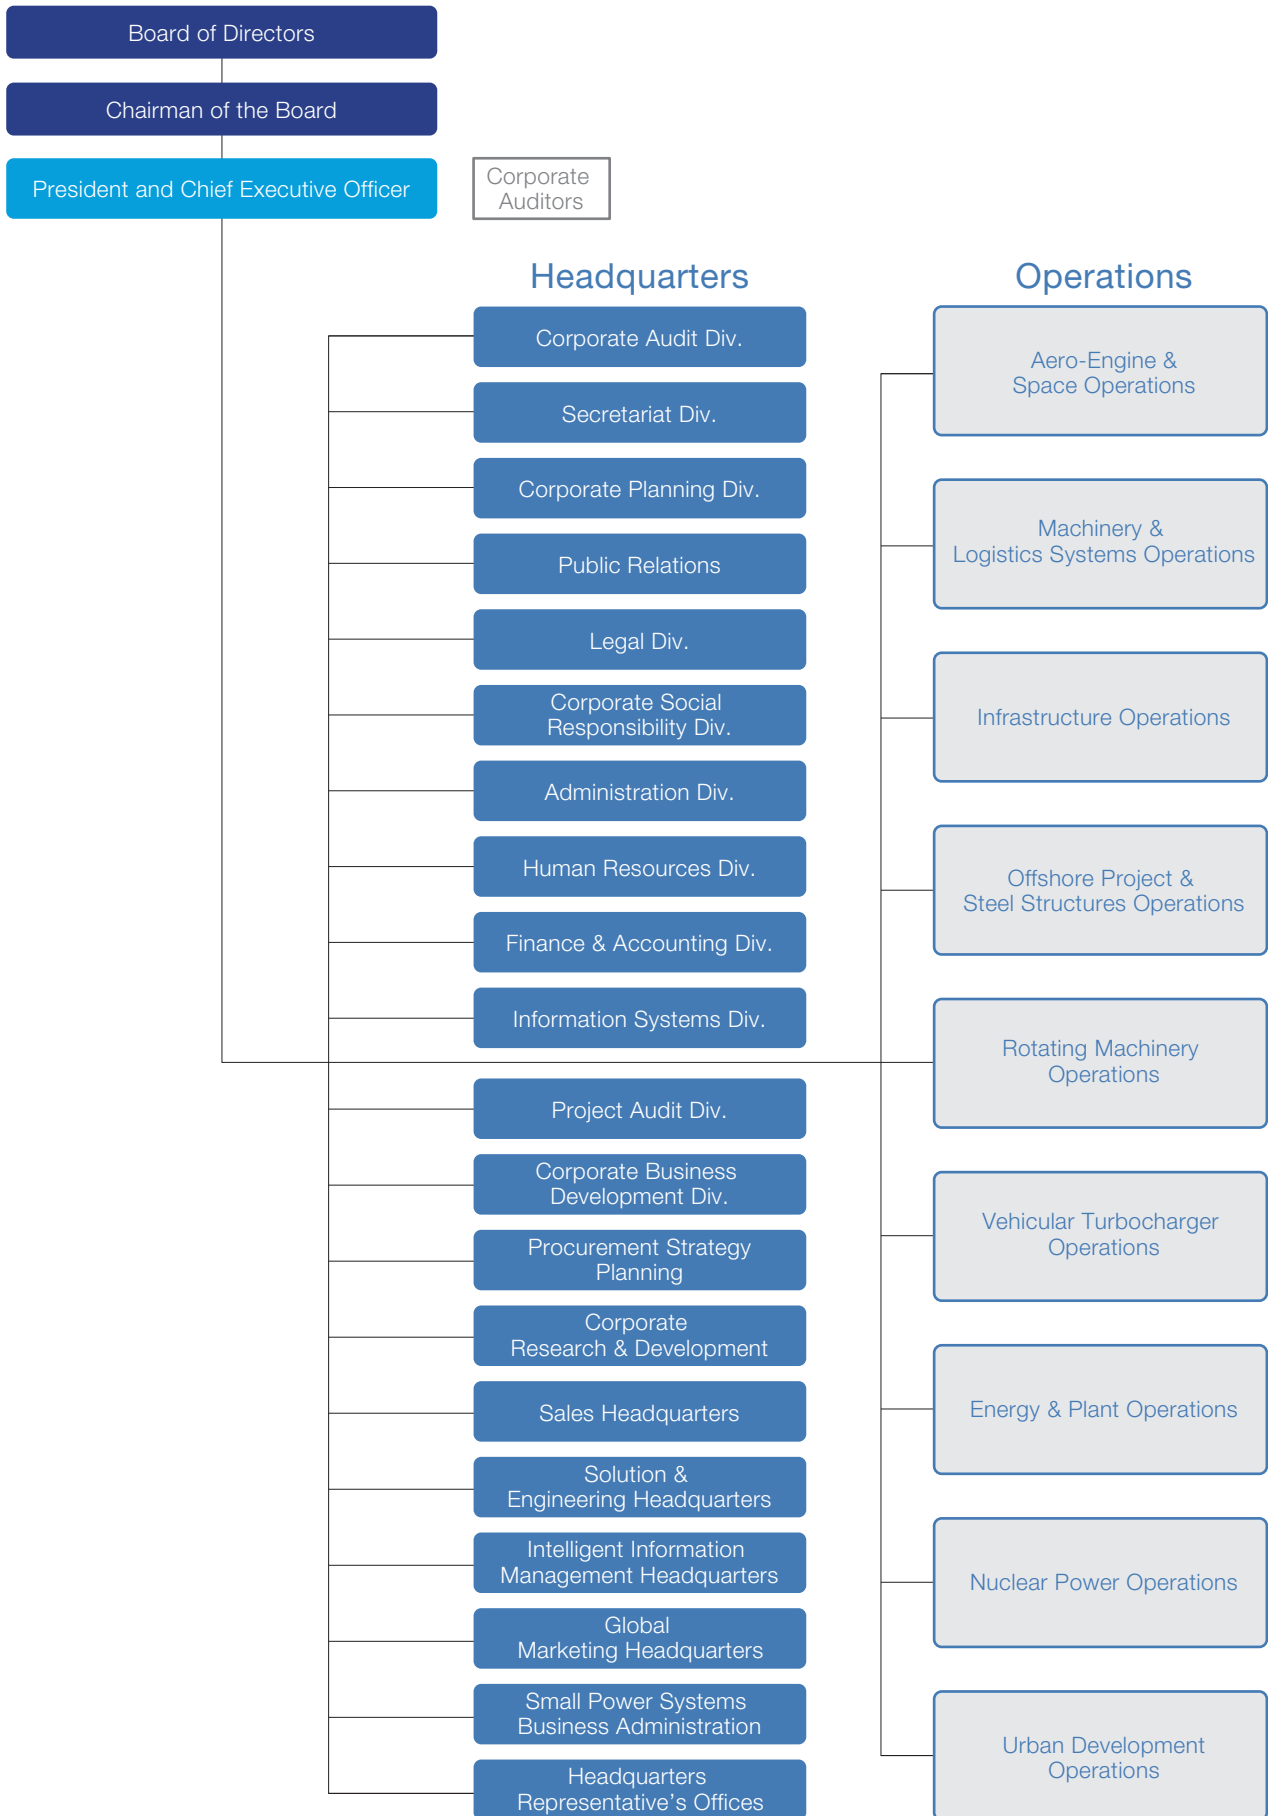 Board of Directors
Chairman of the Board
President and Chief Executive Officer
Corporate
Auditors
Headquarters
Corporate Audit Div.
Secretariat Div.
Corporate Planning Div.
Public Relations
Legal Div.
Corporate Social
Responsibility Div.
Administration Div.
Human Resources Div.
Finance & Accounting Div.
Information Systems Div.
Project Audit Div.
Corporate Business
Development Div.
Procurement Strategy
Planning
Corporate
Research & Development
Sales Headquarters
Solution &
Engineering Headquarters
Intelligent Information
Management Headquarters
Global
Marketing Headquarters
Small Power Systems
Business Administration
Headquarters
Representative’s Offices
Operations
Aero-Engine &
Space Operations
Machinery &
Logistics Systems Operations
Infrastructure Operations
Offshore Project &
Steel Structures Operations
Rotating Machinery
Operations
Vehicular Turbocharger
Operations
Energy & Plant Operations
Nuclear Power Operations
Urban Development
Operations